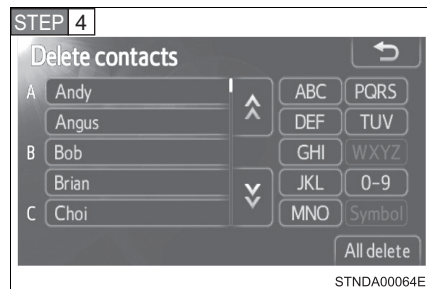 STEP 4
Delete contacts
A Andy ABC PQRS
Angus DEF TUV
B Bob GHI WXYZ
Brian JKL 0-9
C Choi MNO Symbol
All delete
STNDA00064E